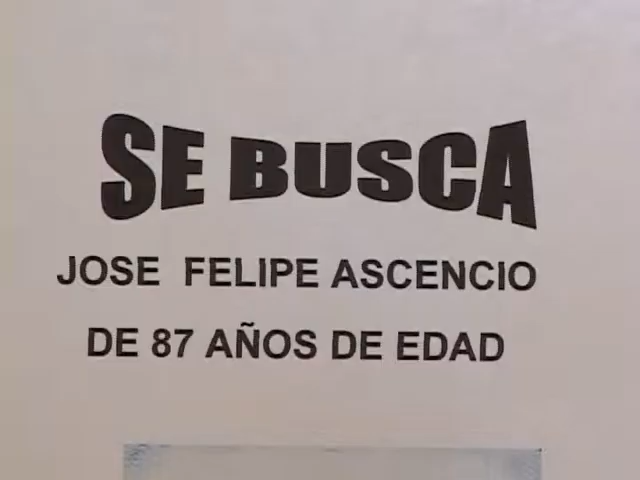 SE BUSCA
JOSE FELIPE ASCENCIO
DE 87 AÑOS DE EDAD